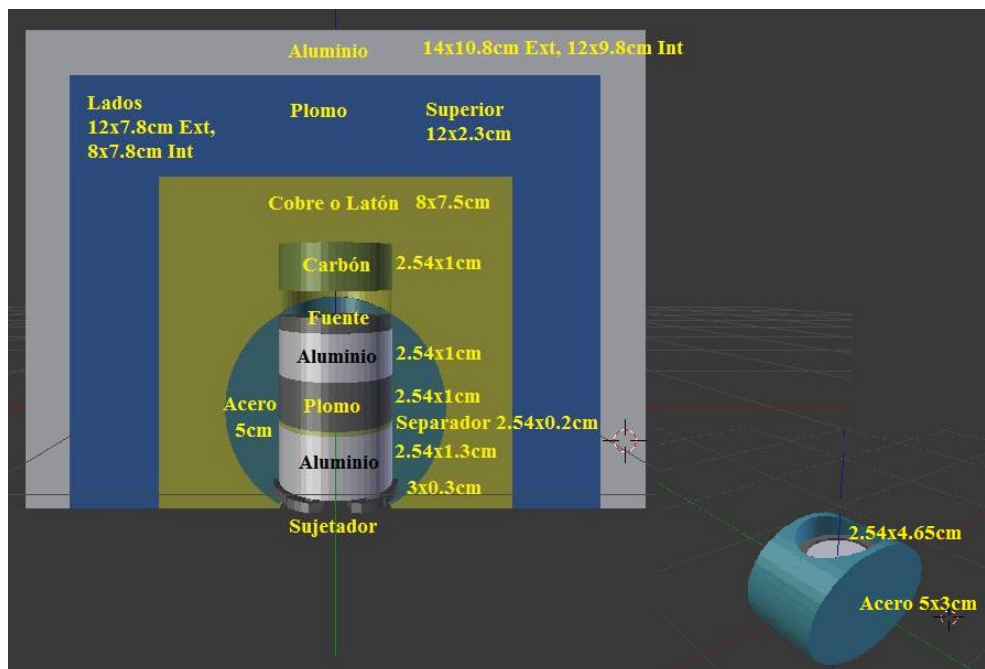 Aluminio
14x10.8cm Ext, 12x9.8cm Int
Lados
12x7.8cm Ext,
8x7.8cm Int
Plomo
Superior
12x2.3cm
Cobre o Latón 8x7.5cm
Carbón
2.54x1cm
Fuente
Aluminio
2.54x1cm
Acero
5cm
Plomo
2.54x1cm
Separador 2.54x0.2cm
Aluminio
2.54x1.3cm
3x0.3cm
Sujetador
2.54x4.65cm
Acero 5x3cm